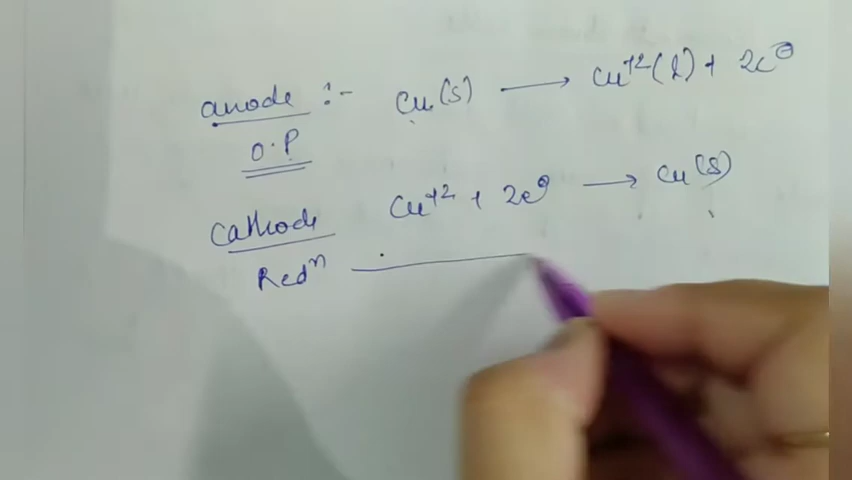 anode :- Cu(s) ⟶ Cu⁺²(l) + 2e⊖
O.P
Cathode Cu⁺² + 2e⊖ ⟶ Cu(s)
Redⁿ